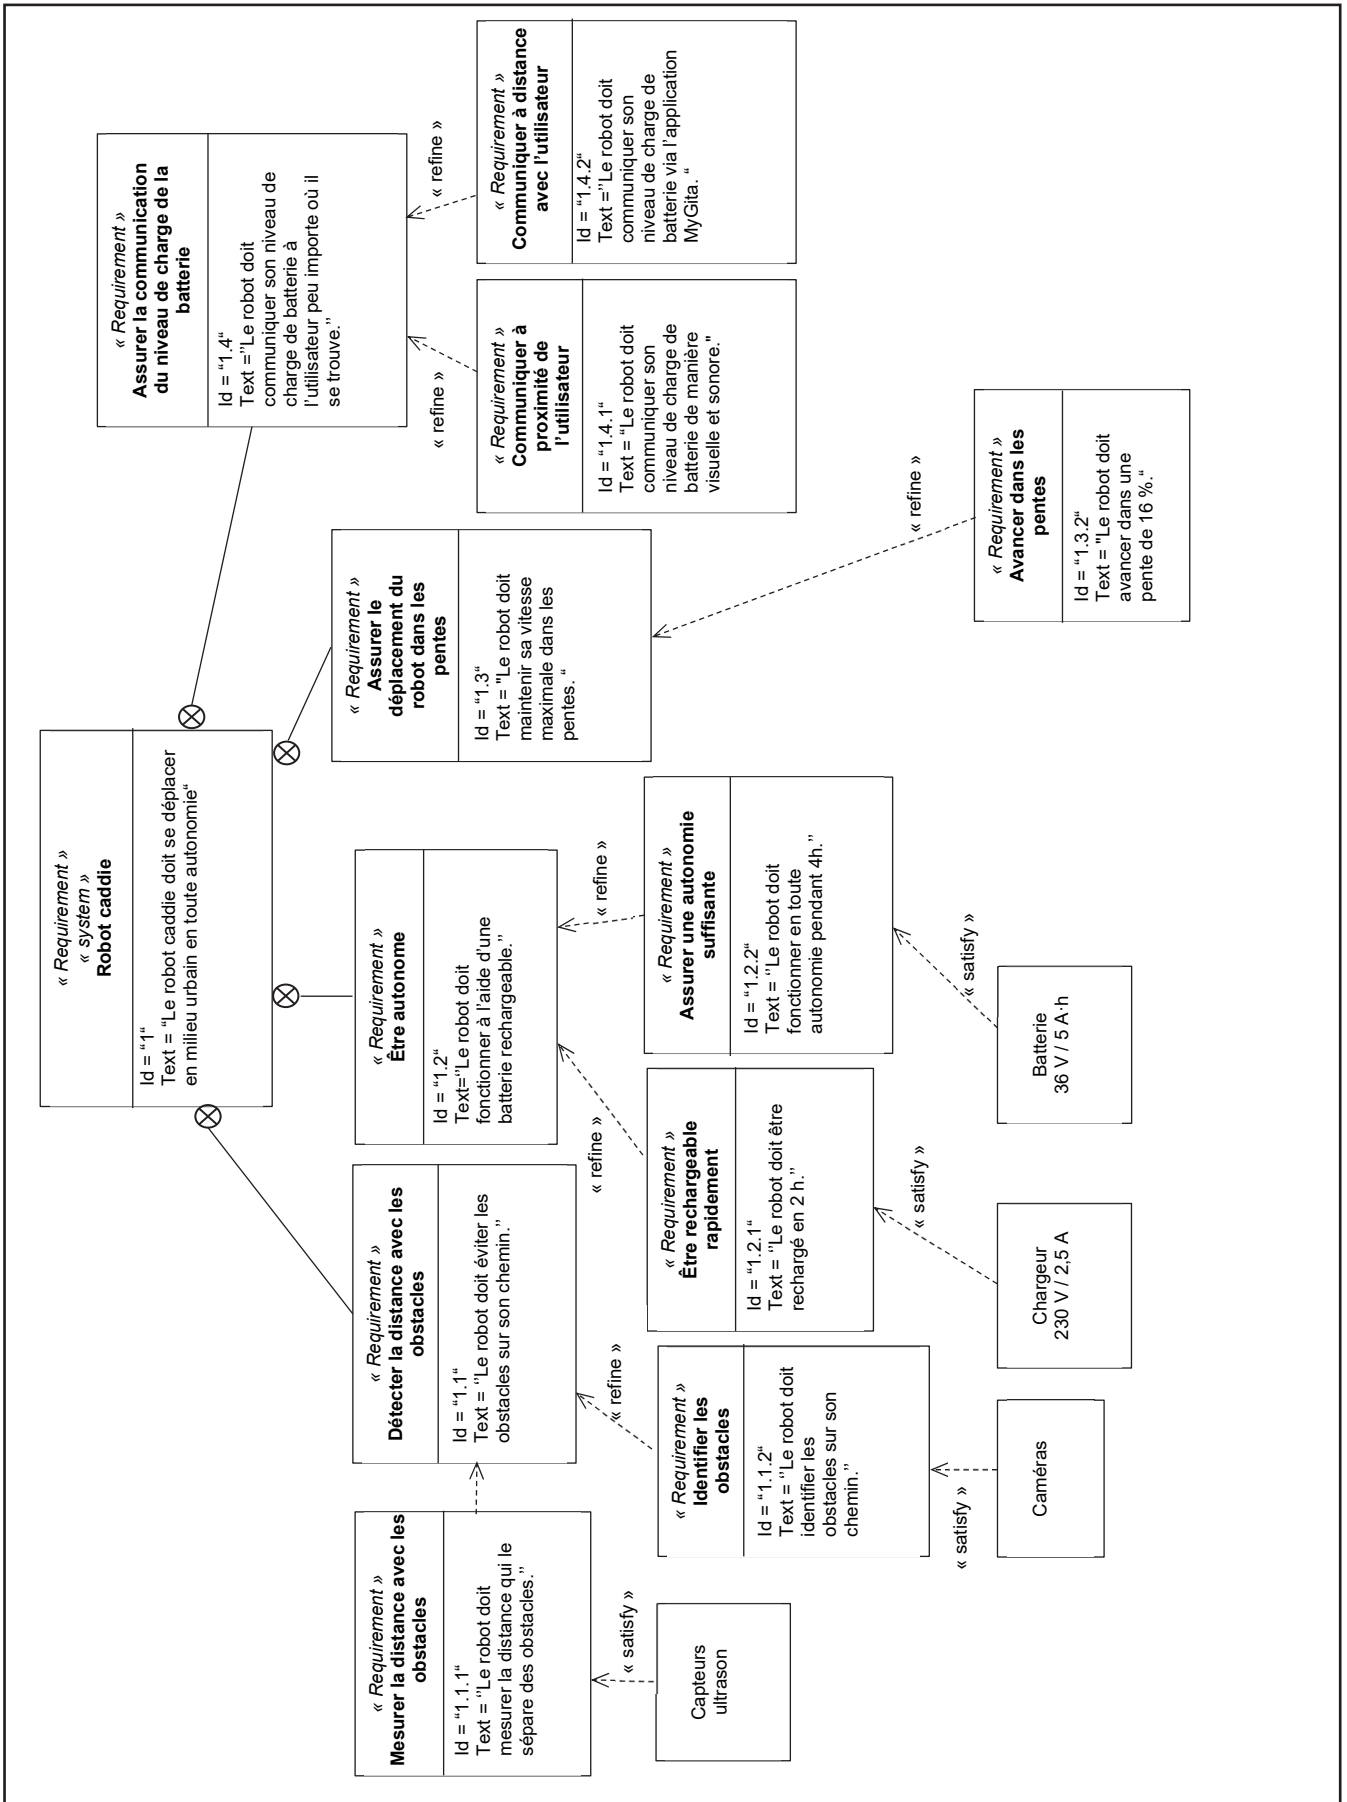 « Requirement »
« system »
Robot caddie
Id = “1“
Text = “Le robot caddie doit se déplacer
en milieu urbain en toute autonomie“
« Requirement »
Mesurer la distance avec les
obstacles
Id = “1.1.1“
Text = ‘’Le robot doit
mesurer la distance qui le
sépare des obstacles.’’
« Requirement »
Détecter la distance avec les
obstacles
Id = “1.1“
Text = ‘’Le robot doit éviter les
obstacles sur son chemin.’’
« Requirement »
Être autonome
Id = “1.2“
Text=‘’Le robot doit
fonctionner à l’aide d’une
batterie rechargeable.’’
« Requirement »
Assurer le
déplacement du
robot dans les
pentes
Id = “1.3“
Text = "Le robot doit
maintenir sa vitesse
maximale dans les
pentes. “
« Requirement »
Assurer la communication
du niveau de charge de la
batterie
Id = “1.4“
Text =‘’Le robot doit
communiquer son niveau de
charge de batterie à
l’utilisateur peu importe où il
se trouve.’’
« refine »
« refine »
« refine »
« refine »
« refine »
« refine »
« Requirement »
Identifier les
obstacles
Id = “1.1.2“
Text = ‘’Le robot doit
identifier les
obstacles sur son
chemin.’’
« Requirement »
Être rechargeable
rapidement
Id = “1.2.1“
Text = ‘’Le robot doit être
rechargé en 2 h.’’
« Requirement »
Assurer une autonomie
suffisante
Id = “1.2.2“
Text = ‘’Le robot doit
fonctionner en toute
autonomie pendant 4h.’’
« Requirement »
Communiquer à
proximité de
l’utilisateur
Id = “1.4.1“
Text = “Le robot doit
communiquer son
niveau de charge de
batterie de manière
visuelle et sonore."
« Requirement »
Communiquer à distance
avec l’utilisateur
Id = “1.4.2“
Text =‘’Le robot doit
communiquer son
niveau de charge de
batterie via l’application
MyGita. “
« satisfy »
« satisfy »
« satisfy »
« satisfy »
Capteurs
ultrason
Caméras
Chargeur
230 V / 2,5 A
Batterie
36 V / 5 A·h
« Requirement »
Avancer dans les
pentes
Id = “1.3.2“
Text = "Le robot doit
avancer dans une
pente de 16 %.“